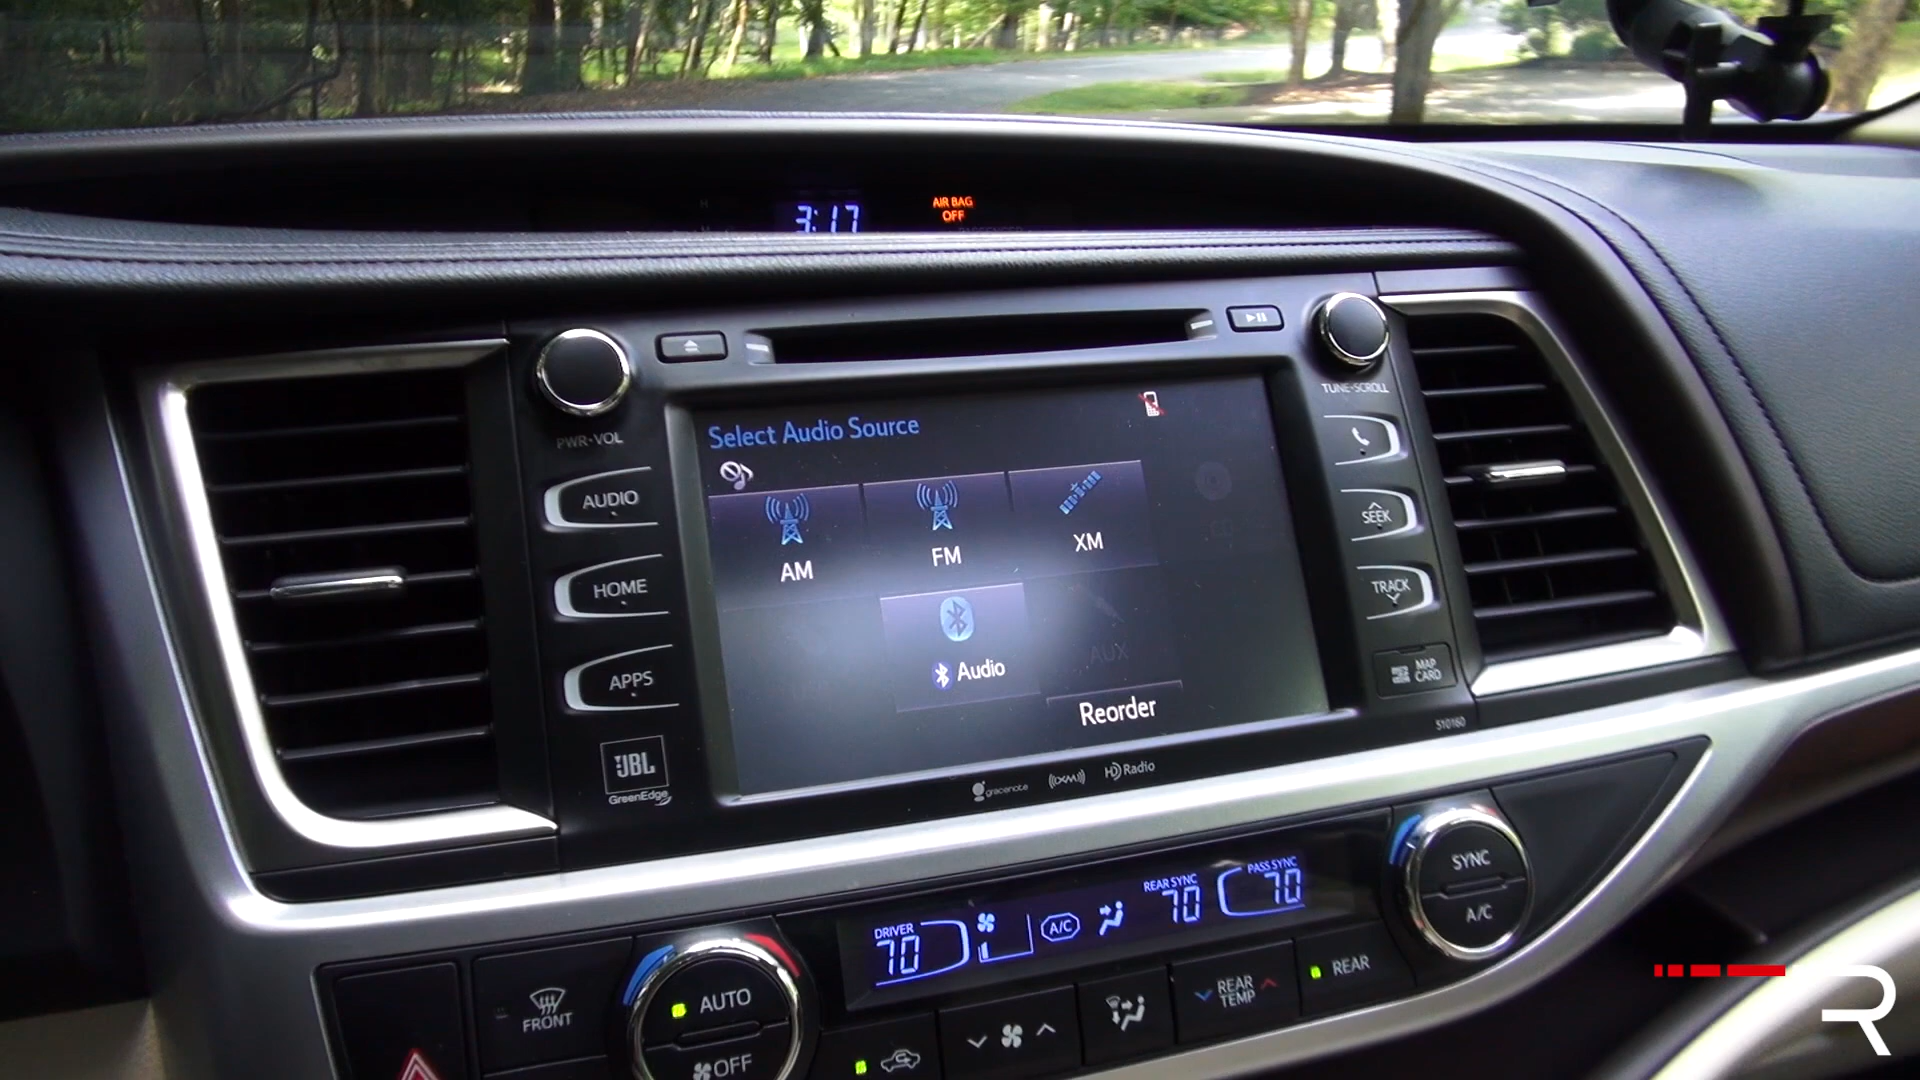 3:17
AIR BAG
OFF
PWR·VOL
TUNE·SCROLL
AUDIO
HOME
APPS
JBL
GreenEdge
Select Audio Source
AM
FM
XM
Audio
AUX
Reorder
SEEK
TRACK
MAP
CARD
510160
gracenote
((XM))
HD Radio
DRIVER
70
A/C
REAR SYNC
70
PASS SYNC
70
SYNC
A/C
FRONT
AUTO
OFF
REAR
TEMP
REAR
R